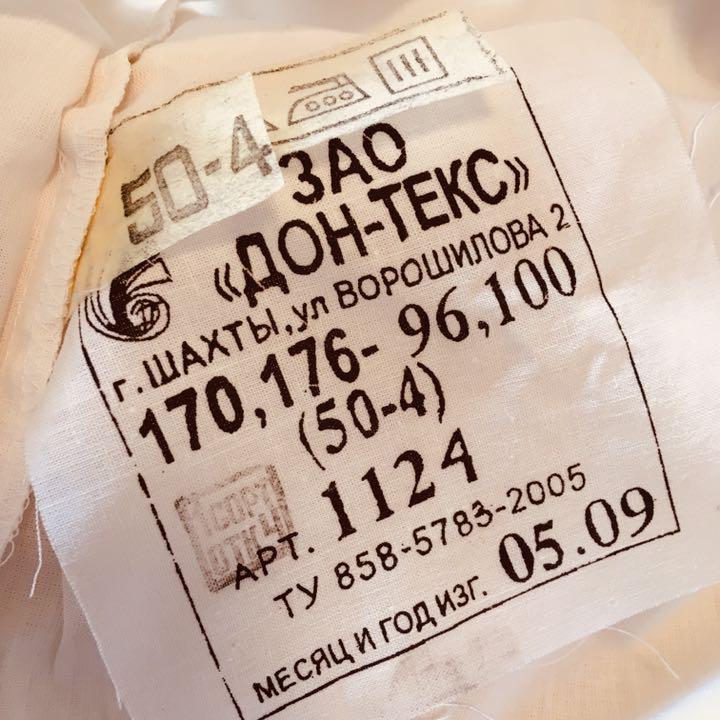 50-4
ЗАО
«ДОН-ТЕКС»
г. ШАХТЫ, ул ВОРОШИЛОВА 2
170,176- 96,100
(50-4)
АРТ. 1124
ТУ 858-5783-2005
МЕСЯЦ И ГОД ИЗГ. 05.09